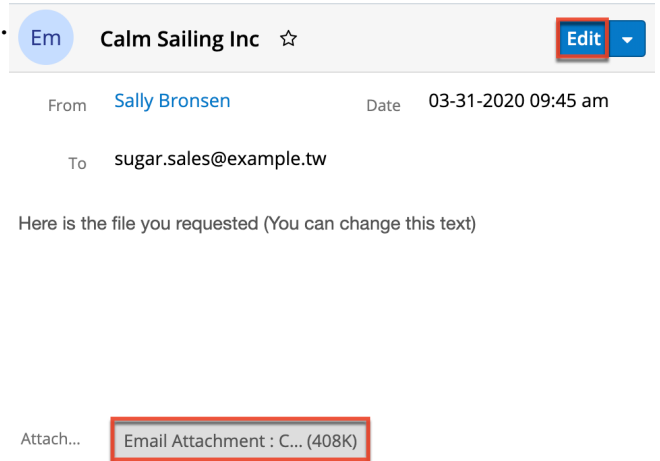 Em
Calm Sailing Inc
Edit
From Sally Bronsen Date 03-31-2020 09:45 am
To sugar.sales@example.tw
Here is the file you requested (You can change this text)
Attach... Email Attachment : C... (408K)